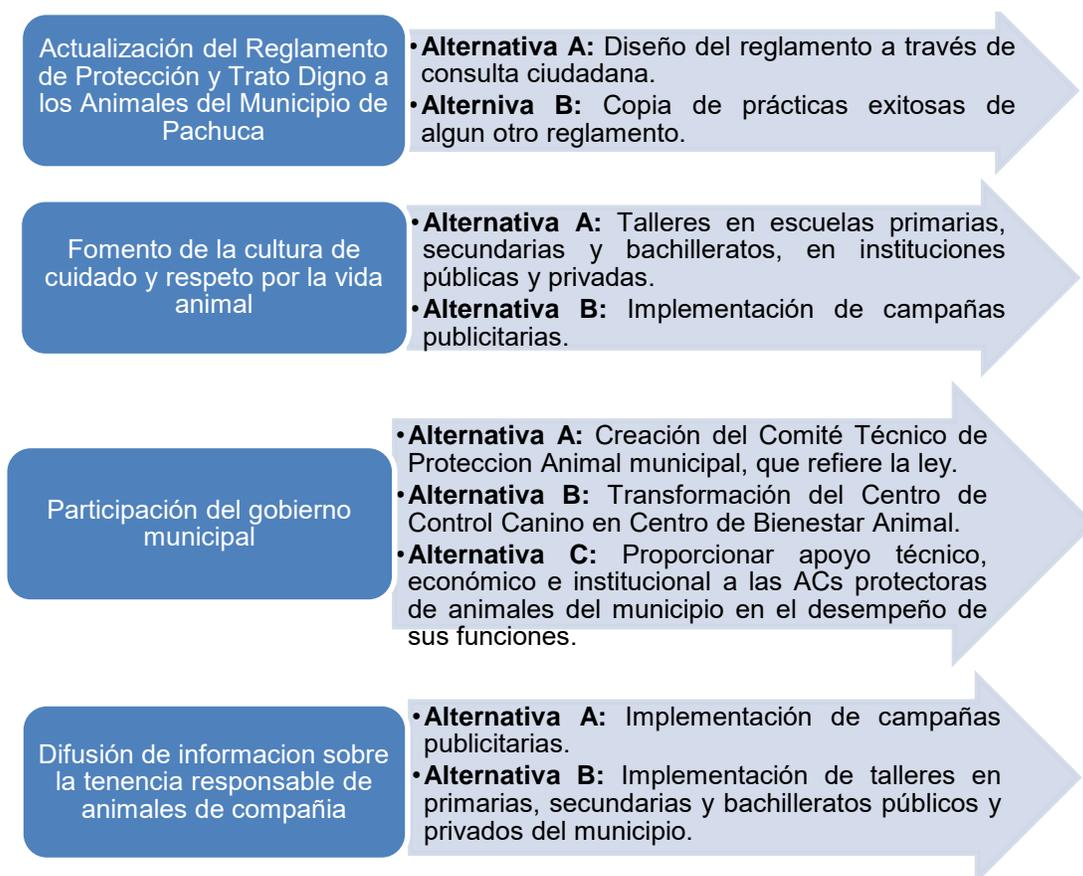 Actualización del Reglamento
de Protección y Trato Digno a
los Animales del Municipio de
Pachuca
•Alternativa A: Diseño del reglamento a través de
consulta ciudadana.
•Alterniva B: Copia de prácticas exitosas de
algun otro reglamento.
Fomento de la cultura de
cuidado y respeto por la vida
animal
•Alternativa A: Talleres en escuelas primarias,
secundarias y bachilleratos, en instituciones
públicas y privadas.
•Alternativa B: Implementación de campañas
publicitarias.
Participación del gobierno
municipal
•Alternativa A: Creación del Comité Técnico de
Proteccion Animal municipal, que refiere la ley.
•Alternativa B: Transformación del Centro de
Control Canino en Centro de Bienestar Animal.
•Alternativa C: Proporcionar apoyo técnico,
económico e institucional a las ACs protectoras
de animales del municipio en el desempeño de
sus funciones.
Difusión de informacion sobre
la tenencia responsable de
animales de compañia
•Alternativa A: Implementación de campañas
publicitarias.
•Alternativa B: Implementación de talleres en
primarias, secundarias y bachilleratos públicos y
privados del municipio.